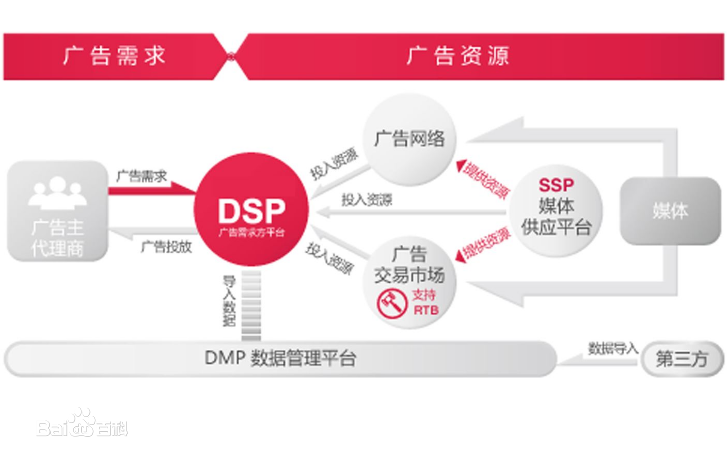 广告需求
广告资源
广告网络
广告需求
投入资源
提供资源
SSP
媒体
供应平台
DSP
广告需求方平台
投入资源
媒体
广告主
代理商
广告投放
投入资源
提供资源
广告
交易市场
支持
RTB
导入数据
数据导入
DMP 数据管理平台
第三方
Bai百科